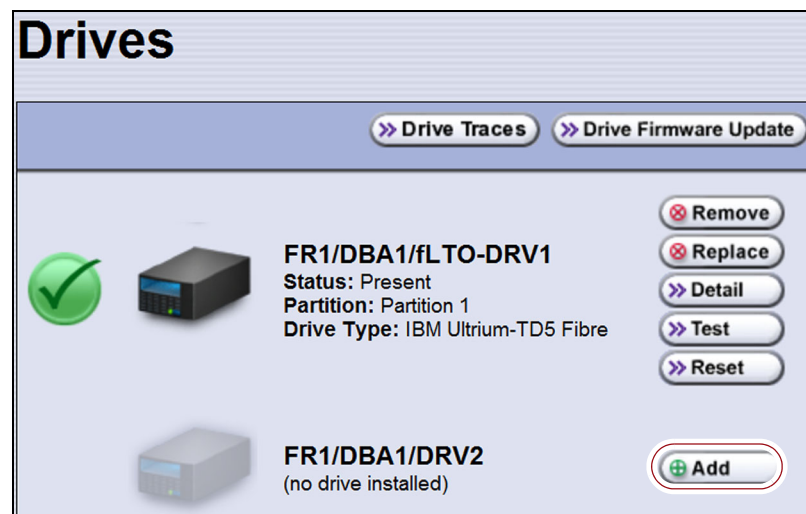 Drives
Drive Traces
Drive Firmware Update
FR1/DBA1/fLTO-DRV1
Status: Present
Partition: Partition 1
Drive Type: IBM Ultrium-TD5 Fibre
Remove
Replace
Detail
Test
Reset
FR1/DBA1/DRV2
(no drive installed)
Add